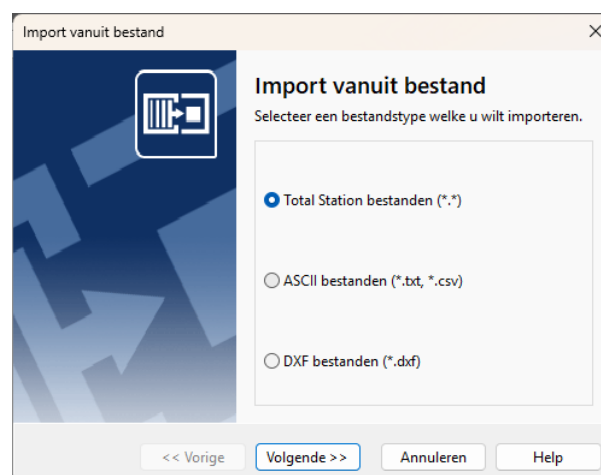 Import vanuit bestand
Import vanuit bestand
Selecteer een bestandstype welke u wilt importeren.
Total Station bestanden (*.*)
ASCII bestanden (*.txt, *.csv)
DXF bestanden (*.dxf)
<< Vorige
Volgende >>
Annuleren
Help